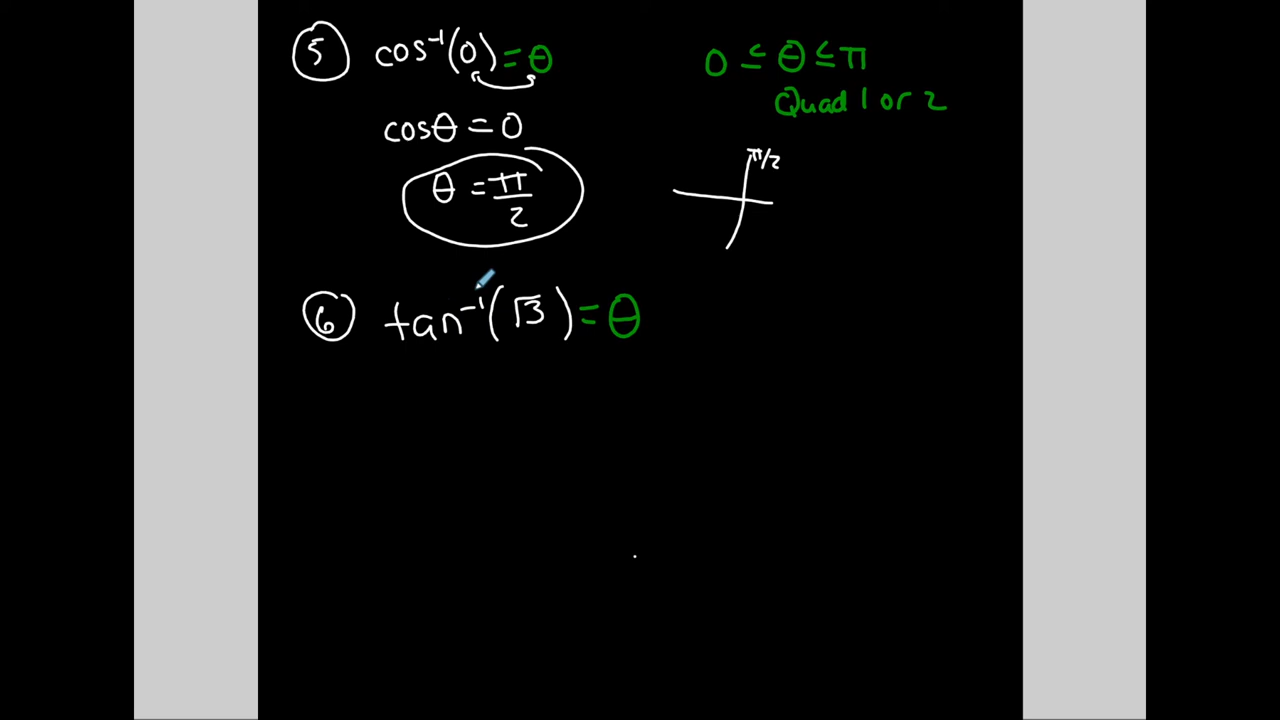 5 cos⁻¹(0) = θ
0 ≤ θ ≤ π
Quad 1 or 2
cosθ = 0
π/2
θ = π/2
6 tan⁻¹(√3) = θ